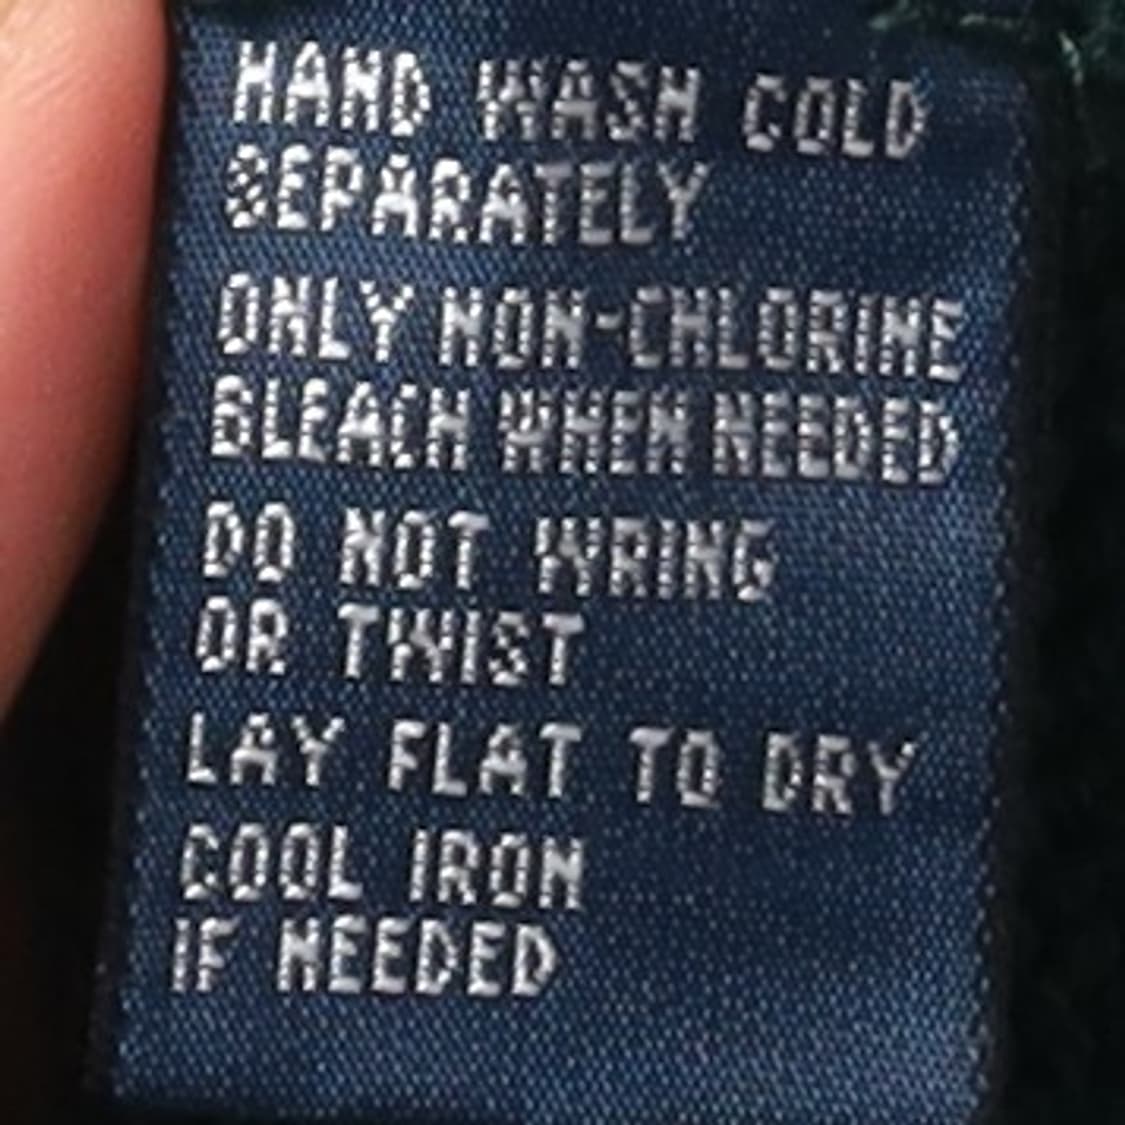 HAND WASH COLD
SEPARATELY
ONLY NON-CHLORINE
BLEACH WHEN NEEDED
DO NOT WRING
OR TWIST
LAY FLAT TO DRY
COOL IRON
IF NEEDED